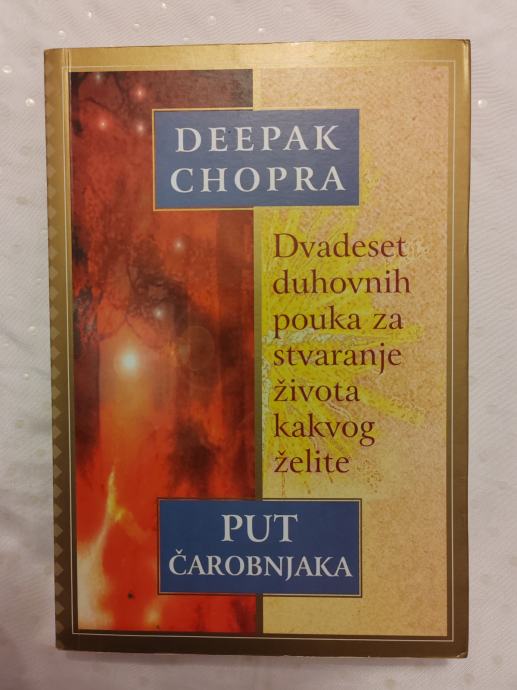 DEEPAK
CHOPRA
Dvadeset
duhovnih
pouka za
stvaranje
života
kakvog
želite
PUT
ČAROBNJAKA